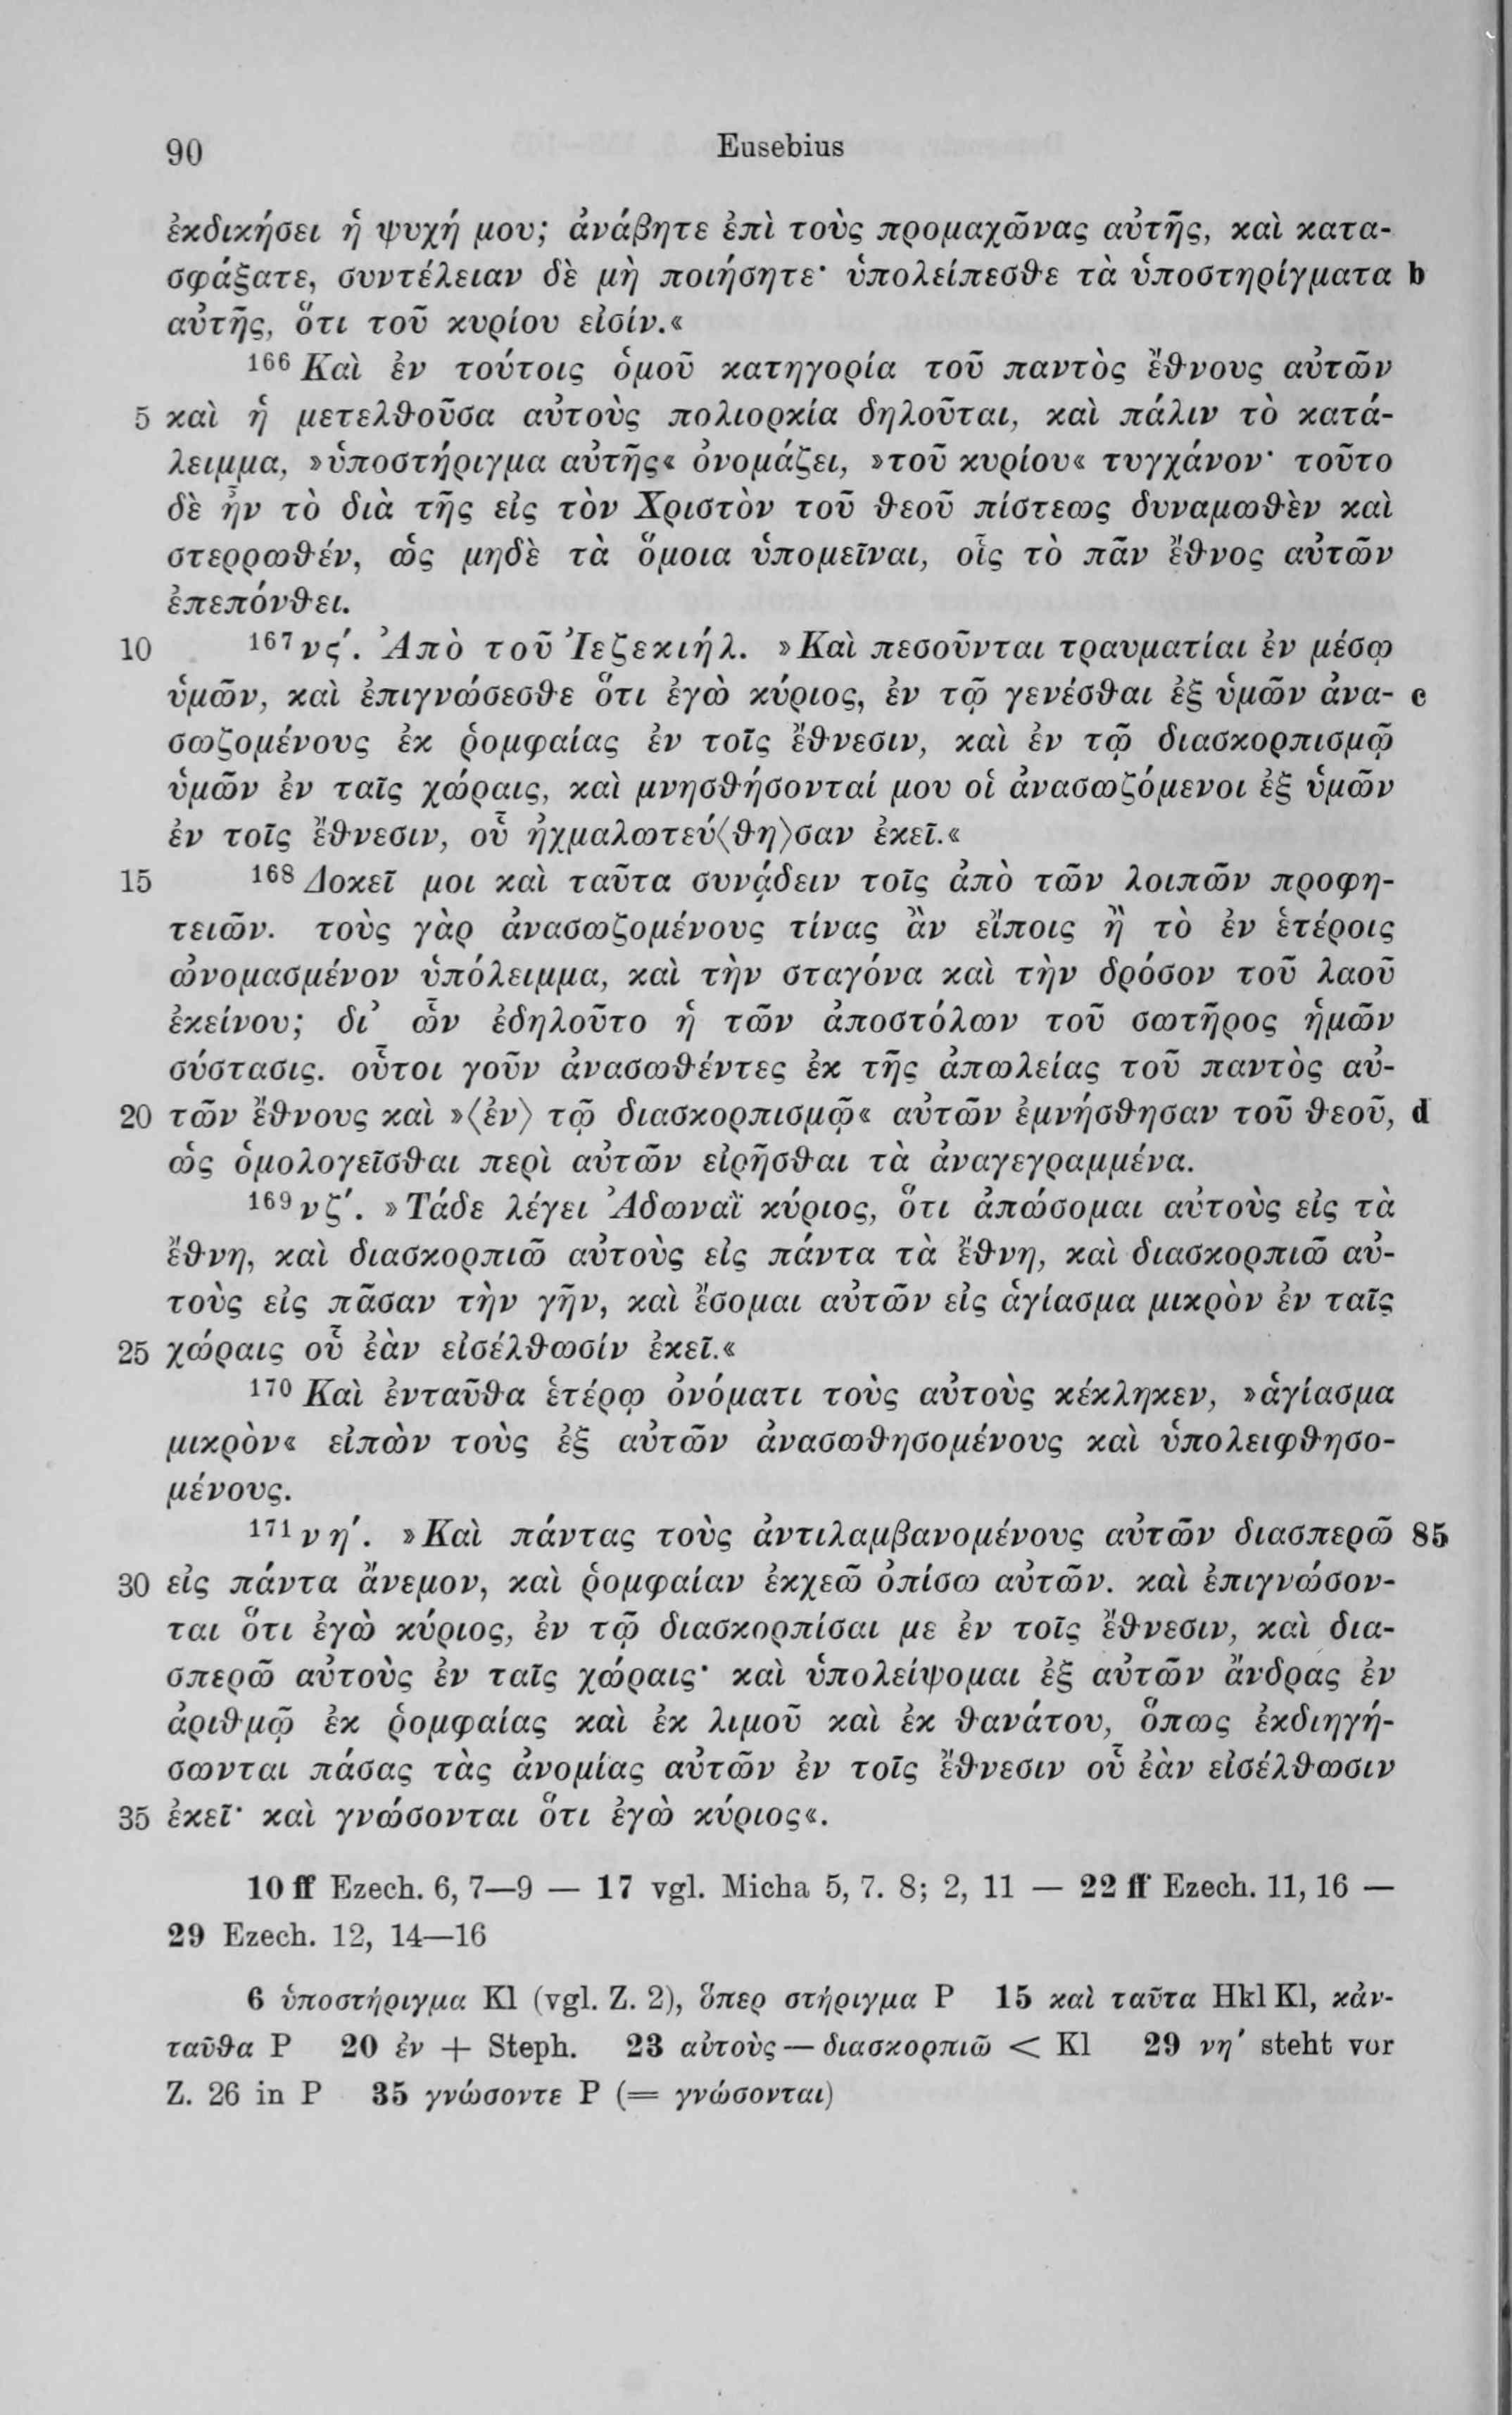 90 Eusebius
ἐκδικήσει ἡ ψυχή μου; ἀνάβητε ἐπὶ τοὺς προμαχῶνας αὐτῆς, καὶ κατα-
σφάξατε, συντέλειαν δὲ μὴ ποιήσητε· ὑπολείπεσθε τὰ ὑποστηρίγματα b
αὐτῆς, ὅτι τοῦ κυρίου εἰσίν.«
¹⁶⁶ Καὶ ἐν τούτοις ὁμοῦ κατηγορία τοῦ παντὸς ἔθνους αὐτῶν
5 καὶ ἡ μετελθοῦσα αὐτοὺς πολιορκία δηλοῦται, καὶ πάλιν τὸ κατά-
λειμμα, »ὑποστήριγμα αὐτῆς« ὀνομάζει, »τοῦ κυρίου« τυγχάνον· τοῦτο
δὲ ἦν τὸ διὰ τῆς εἰς τὸν Χριστὸν τοῦ θεοῦ πίστεως δυναμωθὲν καὶ
στερρωθέν, ὡς μηδὲ τὰ ὅμοια ὑπομεῖναι, οἷς τὸ πᾶν ἔθνος αὐτῶν
ἐπεπόνθει.
10 ¹⁶⁷ νϛ′. Ἀπὸ τοῦ Ἰεζεκιήλ. »Καὶ πεσοῦνται τραυματίαι ἐν μέσῳ
ὑμῶν, καὶ ἐπιγνώσεσθε ὅτι ἐγὼ κύριος, ἐν τῷ γενέσθαι ἐξ ὑμῶν ἀνα- c
σωζομένους ἐκ ῥομφαίας ἐν τοῖς ἔθνεσιν, καὶ ἐν τῷ διασκορπισμῷ
ὑμῶν ἐν ταῖς χώραις, καὶ μνησθήσονταί μου οἱ ἀνασωζόμενοι ἐξ ὑμῶν
ἐν τοῖς ἔθνεσιν, οὗ ᾐχμαλωτεύ⟨θη⟩σαν ἐκεῖ.«
15 ¹⁶⁸ Δοκεῖ μοι καὶ ταῦτα συνᾴδειν τοῖς ἀπὸ τῶν λοιπῶν προφη-
τειῶν. τοὺς γὰρ ἀνασωζομένους τίνας ἂν εἴποις ἢ τὸ ἐν ἑτέροις
ὠνομασμένον ὑπόλειμμα, καὶ τὴν σταγόνα καὶ τὴν δρόσον τοῦ λαοῦ
ἐκείνου; δι’ ὧν ἐδηλοῦτο ἡ τῶν ἀποστόλων τοῦ σωτῆρος ἡμῶν
σύστασις. οὗτοι γοῦν ἀνασωθέντες ἐκ τῆς ἀπωλείας τοῦ παντὸς αὐ-
20 τῶν ἔθνους καὶ »⟨ἐν⟩ τῷ διασκορπισμῷ« αὐτῶν ἐμνήσθησαν τοῦ θεοῦ, d
ὡς ὁμολογεῖσθαι περὶ αὐτῶν εἰρῆσθαι τὰ ἀναγεγραμμένα.
¹⁶⁹ νζ′. »Τάδε λέγει Ἀδωναῒ κύριος, ὅτι ἀπώσομαι αὐτοὺς εἰς τὰ
ἔθνη, καὶ διασκορπιῶ αὐτοὺς εἰς πάντα τὰ ἔθνη, καὶ διασκορπιῶ αὐ-
τοὺς εἰς πᾶσαν τὴν γῆν, καὶ ἔσομαι αὐτῶν εἰς ἁγίασμα μικρὸν ἐν ταῖς
25 χώραις οὗ ἐὰν εἰσέλθωσίν ἐκεῖ.«
¹⁷⁰ Καὶ ἐνταῦθα ἑτέρῳ ὀνόματι τοὺς αὐτοὺς κέκληκεν, »ἁγίασμα
μικρὸν« εἰπὼν τοὺς ἐξ αὐτῶν ἀνασωθησομένους καὶ ὑπολειφθησο-
μένους.
¹⁷¹ νη′. »Καὶ πάντας τοὺς ἀντιλαμβανομένους αὐτῶν διασπερῶ 85
30 εἰς πάντα ἄνεμον, καὶ ῥομφαίαν ἐκχεῶ ὀπίσω αὐτῶν. καὶ ἐπιγνώσον-
ται ὅτι ἐγὼ κύριος, ἐν τῷ διασκορπίσαι με ἐν τοῖς ἔθνεσιν, καὶ δια-
σπερῶ αὐτοὺς ἐν ταῖς χώραις· καὶ ὑπολείψομαι ἐξ αὐτῶν ἄνδρας ἐν
ἀριθμῷ ἐκ ῥομφαίας καὶ ἐκ λιμοῦ καὶ ἐκ θανάτου, ὅπως ἐκδιηγή-
σωνται πάσας τὰς ἀνομίας αὐτῶν ἐν τοῖς ἔθνεσιν οὗ ἐὰν εἰσέλθωσιν
35 ἐκεῖ· καὶ γνώσονται ὅτι ἐγὼ κύριος«.
10 ff Ezech. 6, 7—9 — 17 vgl. Micha 5, 7. 8; 2, 11 — 22 ff Ezech. 11, 16 —
29 Ezech. 12, 14—16
6 ὑποστήριγμα Kl (vgl. Z. 2), ὅπερ στήριγμα P 15 καὶ ταῦτα Hkl Kl, κἀν-
ταῦθα P 20 ἐν + Steph. 23 αὐτοὺς — διασκορπιῶ < Kl 29 νη′ steht vor
Z. 26 in P 35 γνώσοντε P (= γνώσονται)